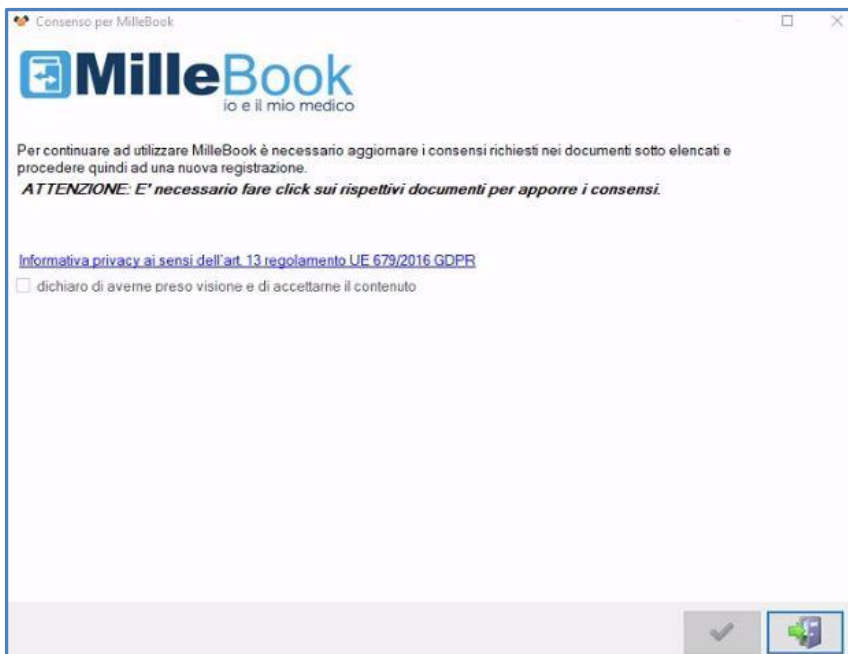 Consenso per MilleBook
MilleBook
io e il mio medico
Per continuare ad utilizzare MilleBook è necessario aggiornare i consensi richiesti nei documenti sotto elencati e
procedere quindi ad una nuova registrazione.
ATTENZIONE: E' necessario fare click sui rispettivi documenti per apporre i consensi.
Informativa privacy ai sensi dell'art. 13 regolamento UE 679/2016 GDPR
dichiaro di averne preso visione e di accettarne il contenuto